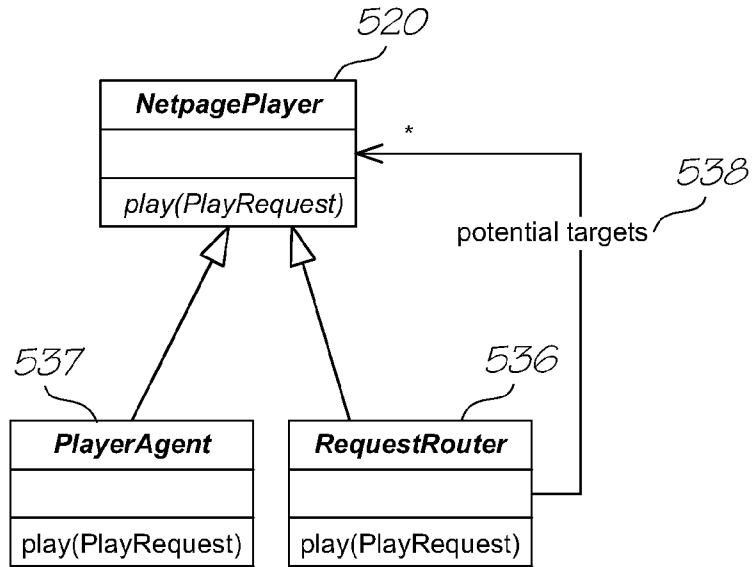 520
NetpagePlayer
*
play(PlayRequest)
538
potential targets
537
536
PlayerAgent
RequestRouter
play(PlayRequest)
play(PlayRequest)